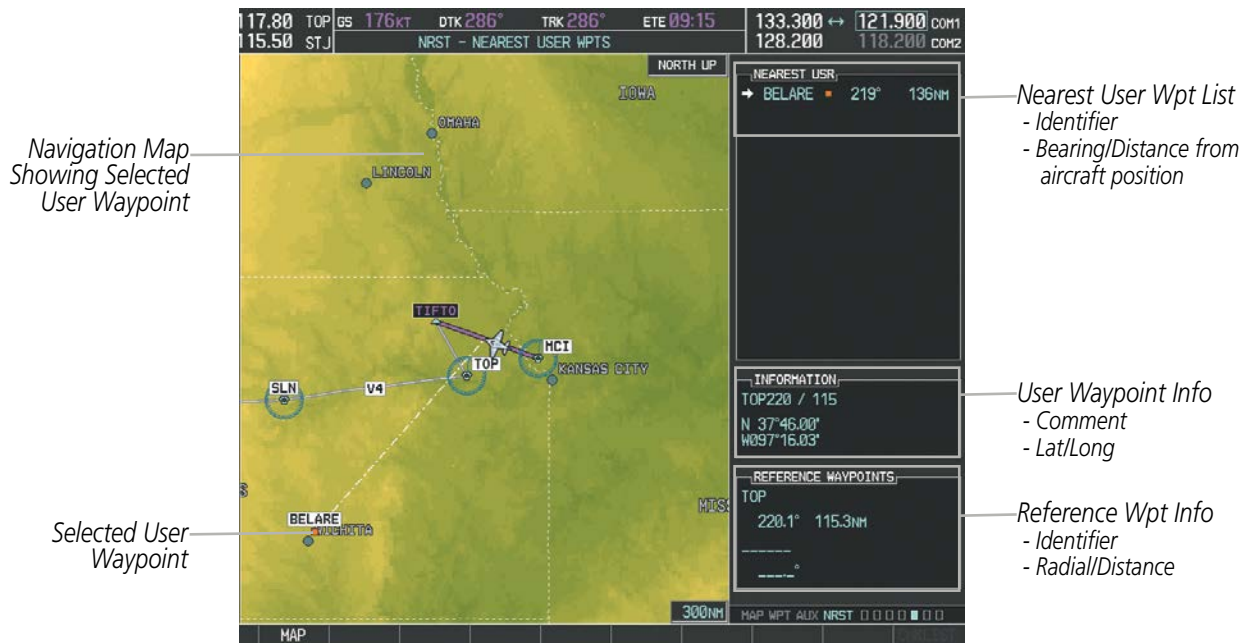 117.80 TOP GS 176KT DTK 286° TRK 286° ETE 09:15 133.300 ↔ 121.900 COM1
115.50 STJ NRST - NEAREST USER WPTS 128.200 118.200 COM2
NORTH UP
IOWA
OMAHA
LINCOLN
TIFTO
MCI
TOP
KANSAS CITY
SLN
V4
S
MISS
BELARE
WICHITA
300NM
MAP
NEAREST USR
BELARE 219° 136NM
INFORMATION
TOP220 / 115
N 37°46.00'
W097°16.03'
REFERENCE WAYPOINTS
TOP
220.1° 115.3NM
______
___._°
MAP WPT AUX NRST
Navigation Map
Showing Selected
User Waypoint
Selected User
Waypoint
Nearest User Wpt List
- Identifier
- Bearing/Distance from
aircraft position
User Waypoint Info
- Comment
- Lat/Long
Reference Wpt Info
- Identifier
- Radial/Distance